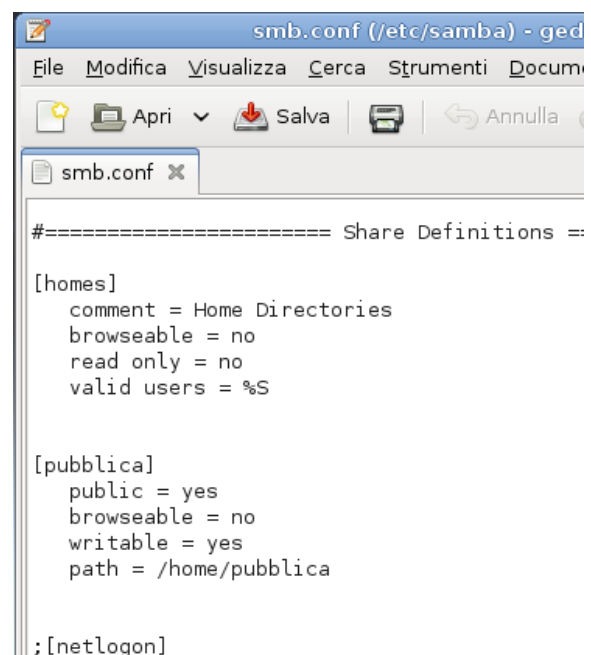 smb.conf (/etc/samba) - ged
File Modifica Visualizza Cerca Strumenti Docum
Apri Salva Annulla
smb.conf
#======================= Share Definitions ==
[homes]
comment = Home Directories
browseable = no
read only = no
valid users = %S
[pubblica]
public = yes
browseable = no
writable = yes
path = /home/pubblica
;[netlogon]